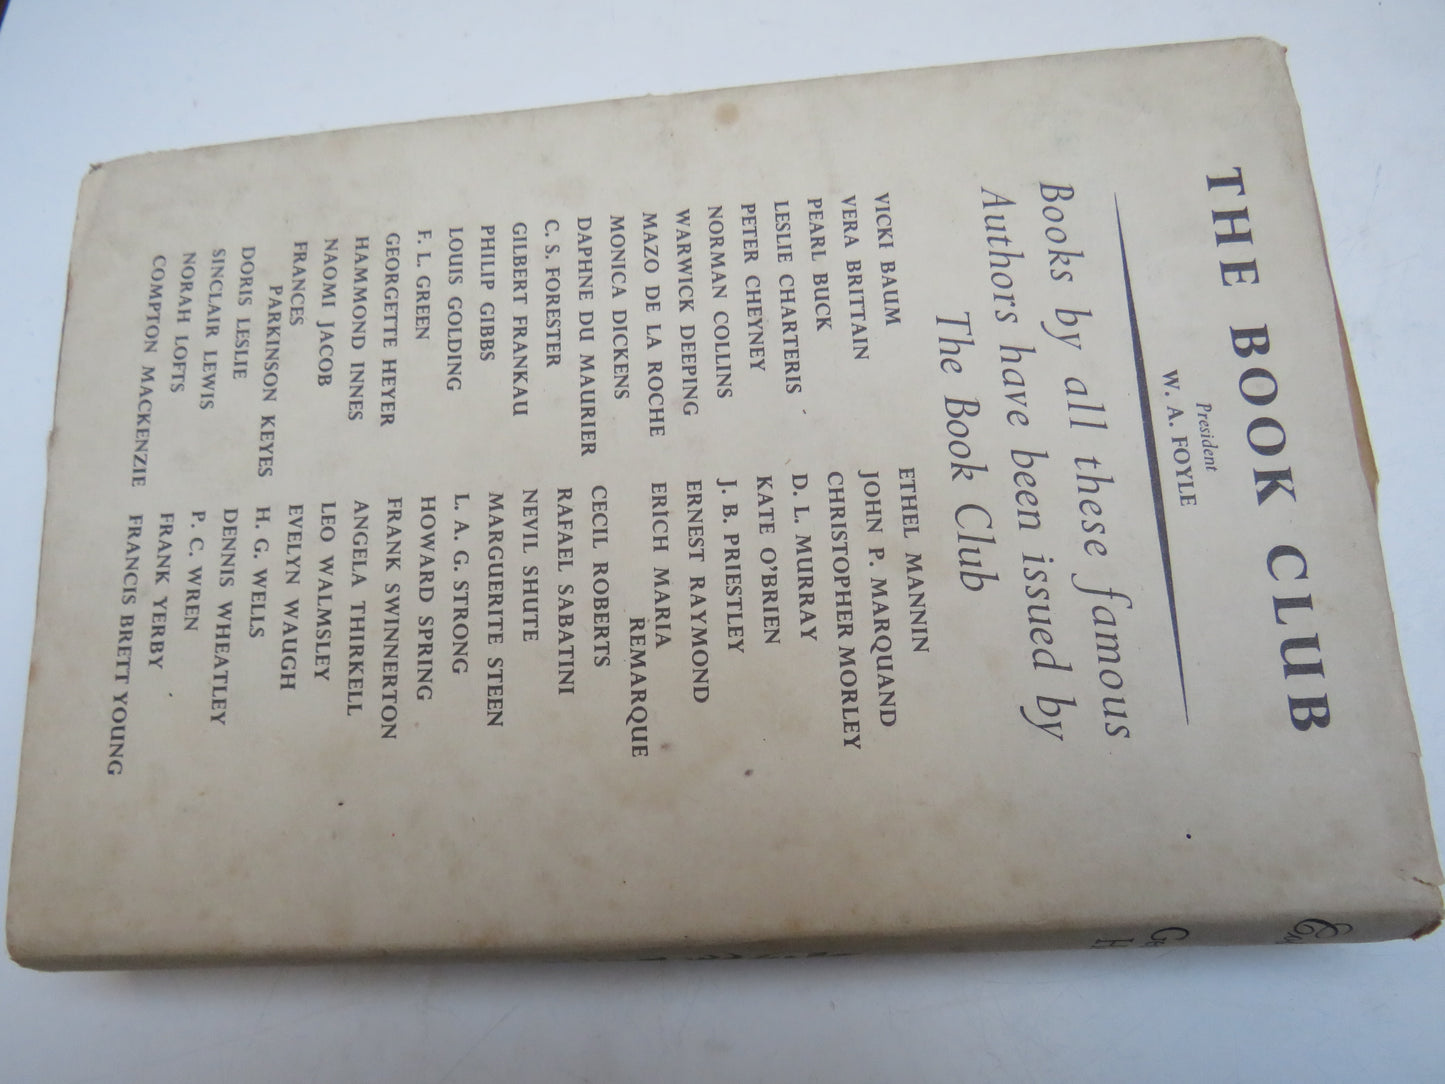 THE BOOK CLUB
President
W. A. FOYLE
Books by all these famous
Authors have been issued by
The Book Club
VICKI BAUM
VERA BRITTAIN
PEARL BUCK
LESLIE CHARTERIS
PETER CHEYNEY
NORMAN COLLINS
WARWICK DEEPING
MAZO DE LA ROCHE
MONICA DICKENS
DAPHNE DU MAURIER
C. S. FORESTER
GILBERT FRANKAU
PHILIP GIBBS
LOUIS GOLDING
F. L. GREEN
GEORGETTE HEYER
HAMMOND INNES
NAOMI JACOB
FRANCES
PARKINSON KEYES
DORIS LESLIE
SINCLAIR LEWIS
NORAH LOFTS
COMPTON MACKENZIE
ETHEL MANNIN
JOHN P. MARQUAND
CHRISTOPHER MORLEY
D. L. MURRAY
KATE O'BRIEN
J. B. PRIESTLEY
ERNEST RAYMOND
ERICH MARIA
REMARQUE
CECIL ROBERTS
RAFAEL SABATINI
NEVIL SHUTE
MARGUERITE STEEN
L. A. G. STRONG
HOWARD SPRING
FRANK SWINNERTON
ANGELA THIRKELL
LEO WALMSLEY
EVELYN WAUGH
H. G. WELLS
DENNIS WHEATLEY
P. C. WREN
FRANK YERBY
FRANCIS BRETT YOUNG